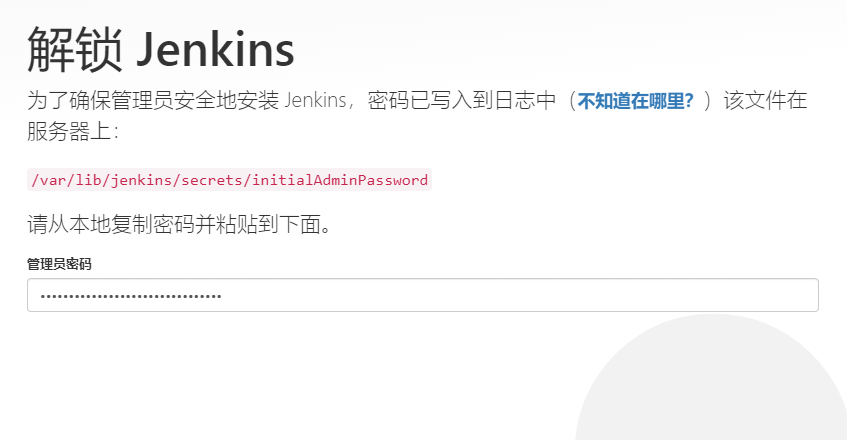 解锁 Jenkins
为了确保管理员安全地安装 Jenkins，密码已写入到日志中（不知道在哪里？）该文件在
服务器上：
/var/lib/jenkins/secrets/initialAdminPassword
请从本地复制密码并粘贴到下面。
管理员密码
••••••••••••••••••••••••••••••••